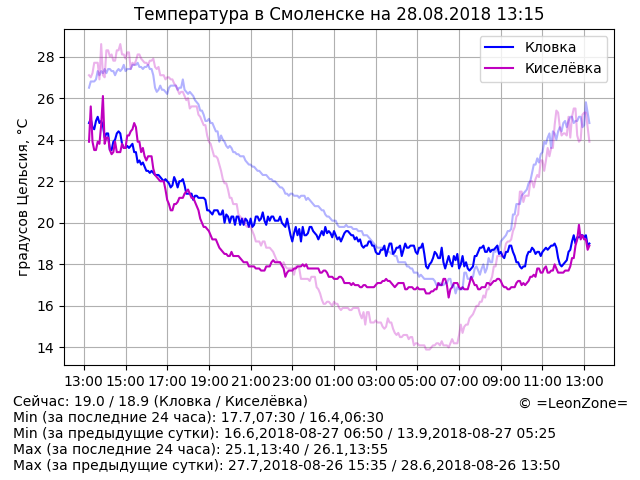 Температура в Смоленске на 28.08.2018 13:15
Кловка
Киселёвка
градусов Цельсия, °C
28
26
24
22
20
18
16
14
13:00 15:00 17:00 19:00 21:00 23:00 01:00 03:00 05:00 07:00 09:00 11:00 13:00
Сейчас: 19.0 / 18.9 (Кловка / Киселёвка)
© =LeonZone=
Min (за последние 24 часа): 17.7,07:30 / 16.4,06:30
Min (за предыдущие сутки): 16.6,2018-08-27 06:50 / 13.9,2018-08-27 05:25
Max (за последние 24 часа): 25.1,13:40 / 26.1,13:55
Max (за предыдущие сутки): 27.7,2018-08-26 15:35 / 28.6,2018-08-26 13:50